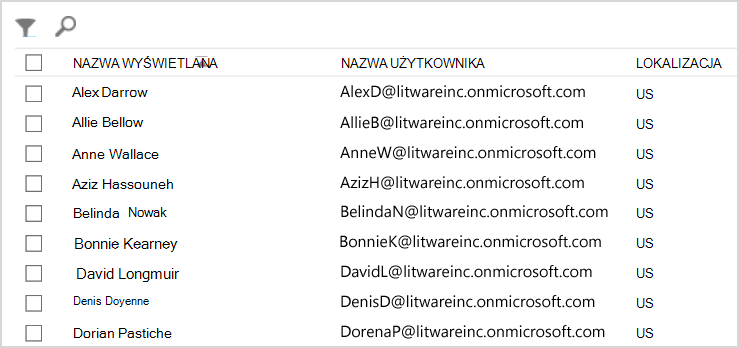 NAZWA WYŚWIETLANA NAZWA UŻYTKOWNIKA LOKALIZACJA
Alex Darrow AlexD@litwareinc.onmicrosoft.com US
Allie Bellow AllieB@litwareinc.onmicrosoft.com US
Anne Wallace AnneW@litwareinc.onmicrosoft.com US
Aziz Hassouneh AzizH@litwareinc.onmicrosoft.com US
Belinda Nowak BelindaN@litwareinc.onmicrosoft.com US
Bonnie Kearney BonnieK@litwareinc.onmicrosoft.com US
David Longmuir DavidL@litwareinc.onmicrosoft.com US
Denis Doyenne DenisD@litwareinc.onmicrosoft.com US
Dorian Pastiche DorenaP@litwareinc.onmicrosoft.com US